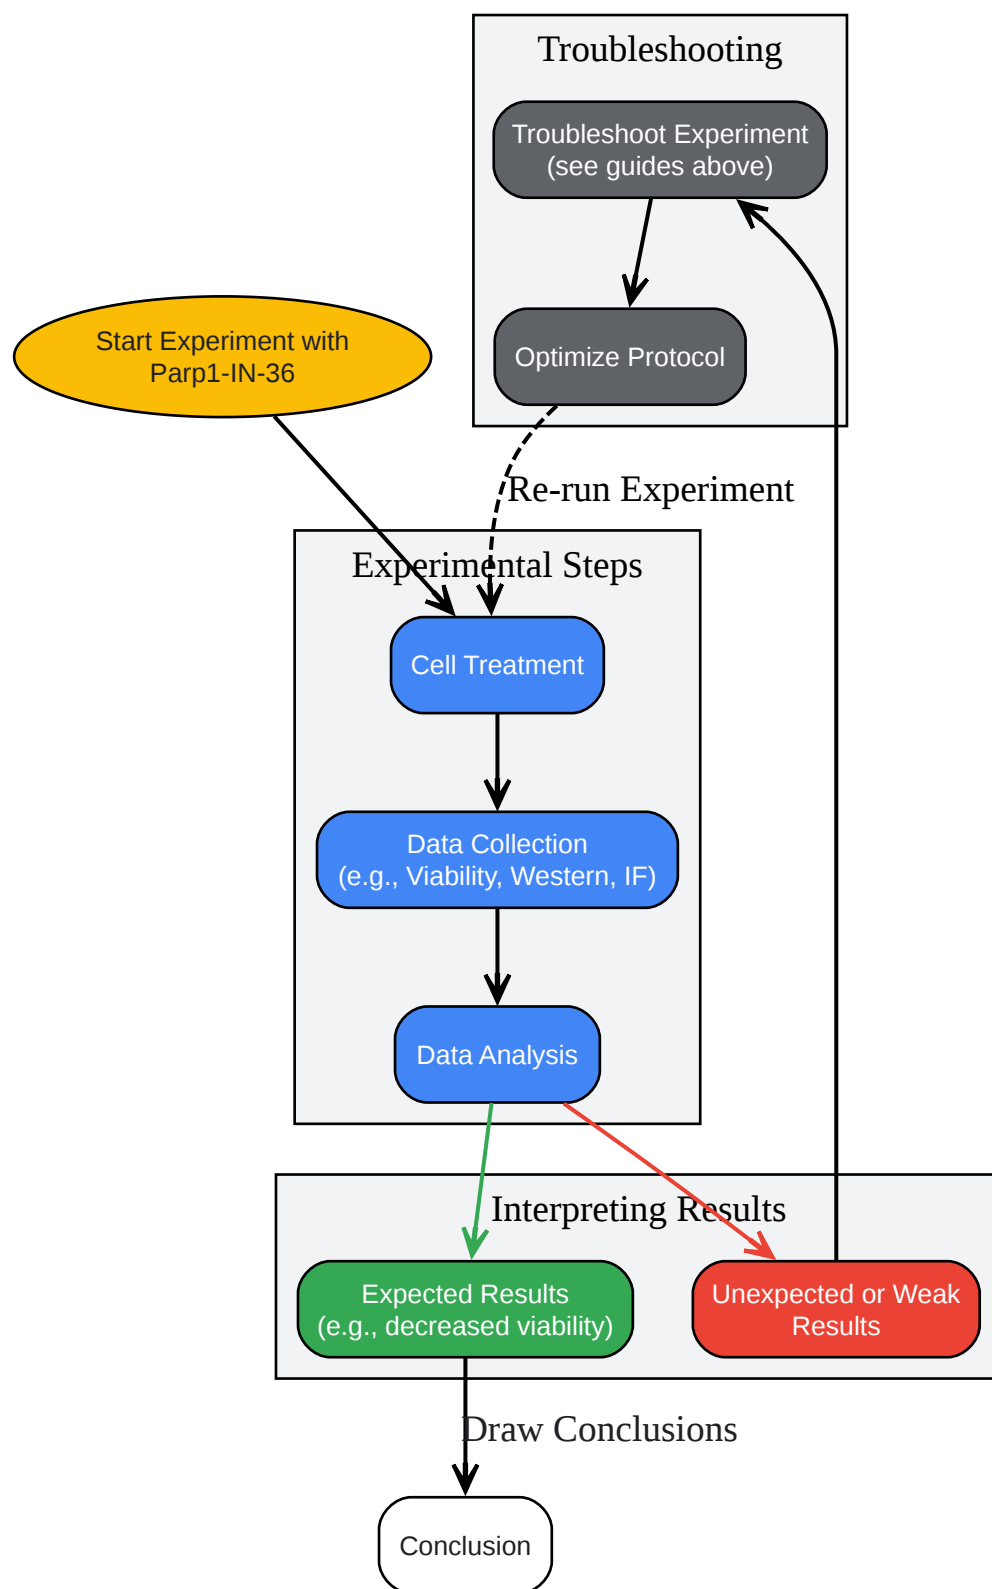 Troubleshooting
Troubleshoot Experiment
(see guides above)
Start Experiment with
Parp1-IN-36
Optimize Protocol
Re-run Experiment
Experimental Steps
Cell Treatment
Data Collection
(e.g., Viability, Western, IF)
Data Analysis
Interpreting Results
Expected Results
(e.g., decreased viability)
Unexpected or Weak
Results
Draw Conclusions
Conclusion